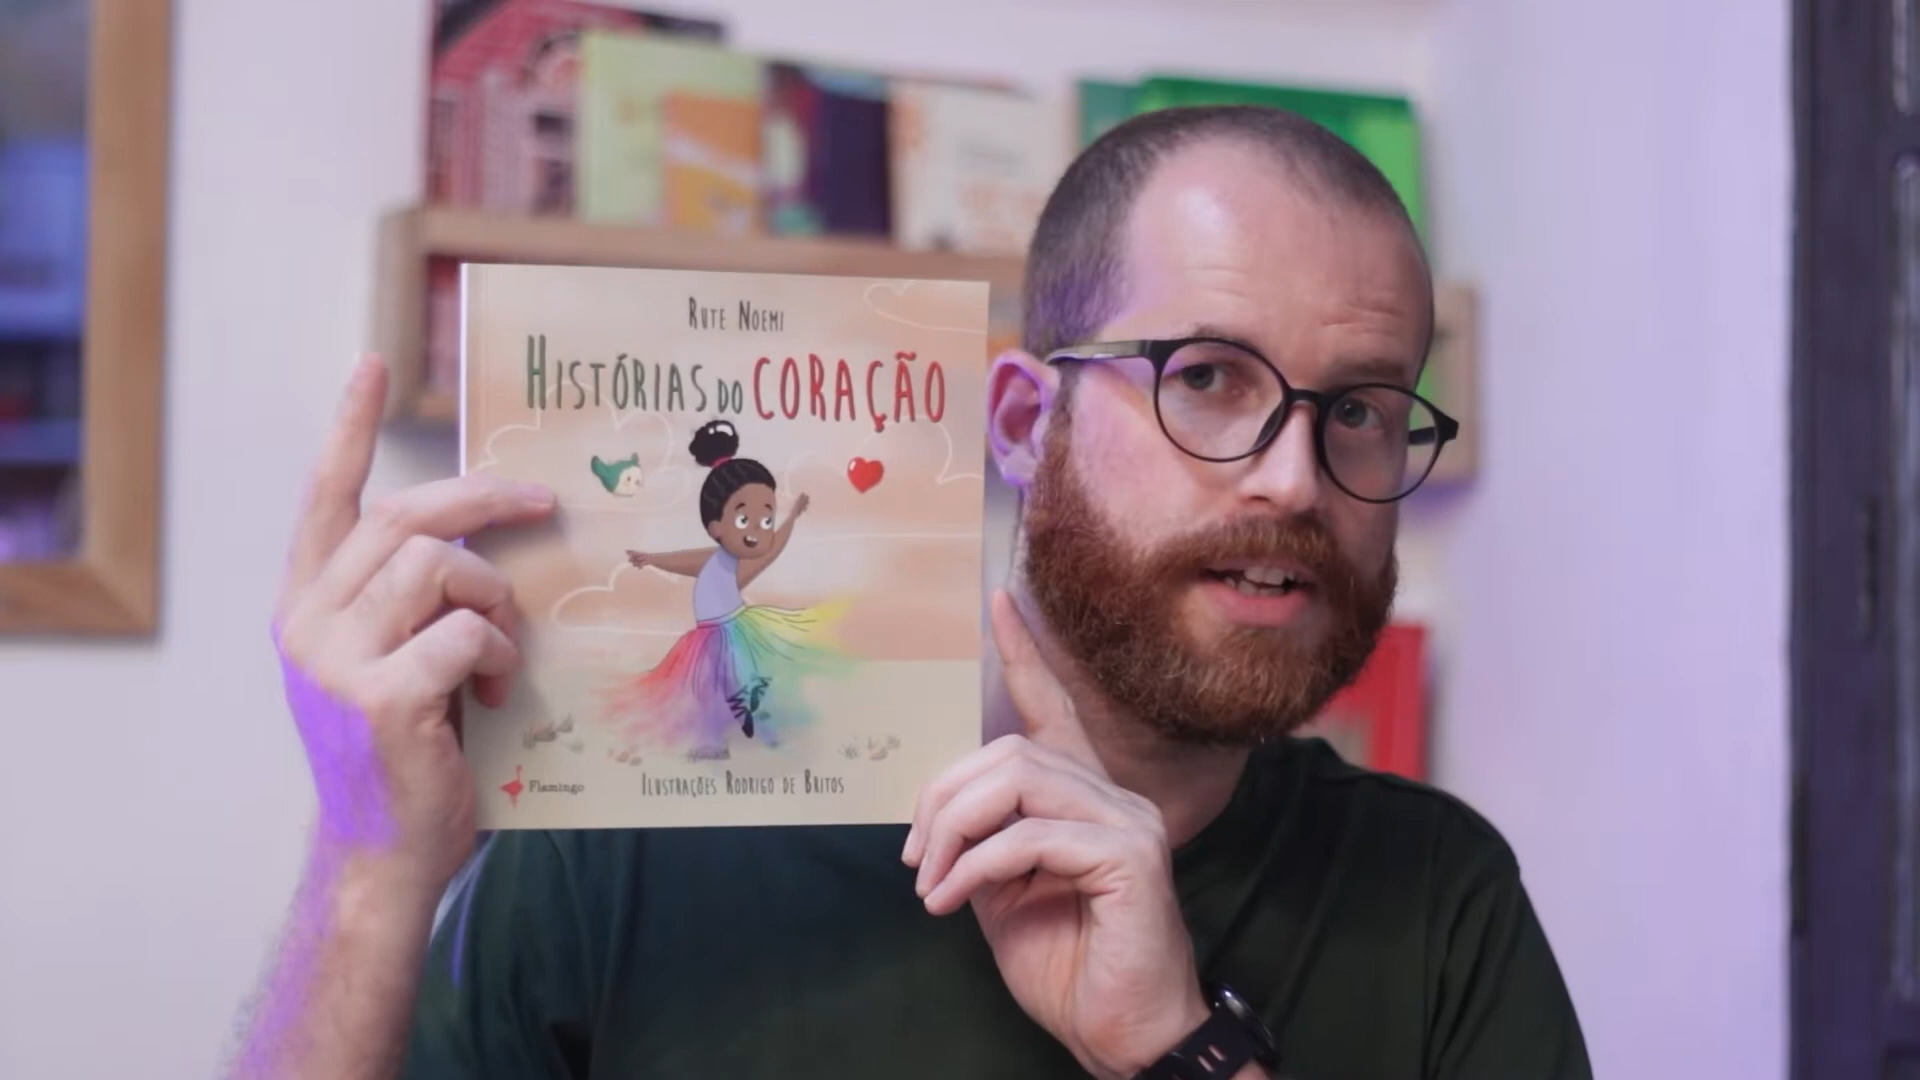 RUTE NOEMI
HISTÓRIAS DO CORAÇÃO
Flamingo
ILUSTRAÇÕES RODRIGO DE BRITOS